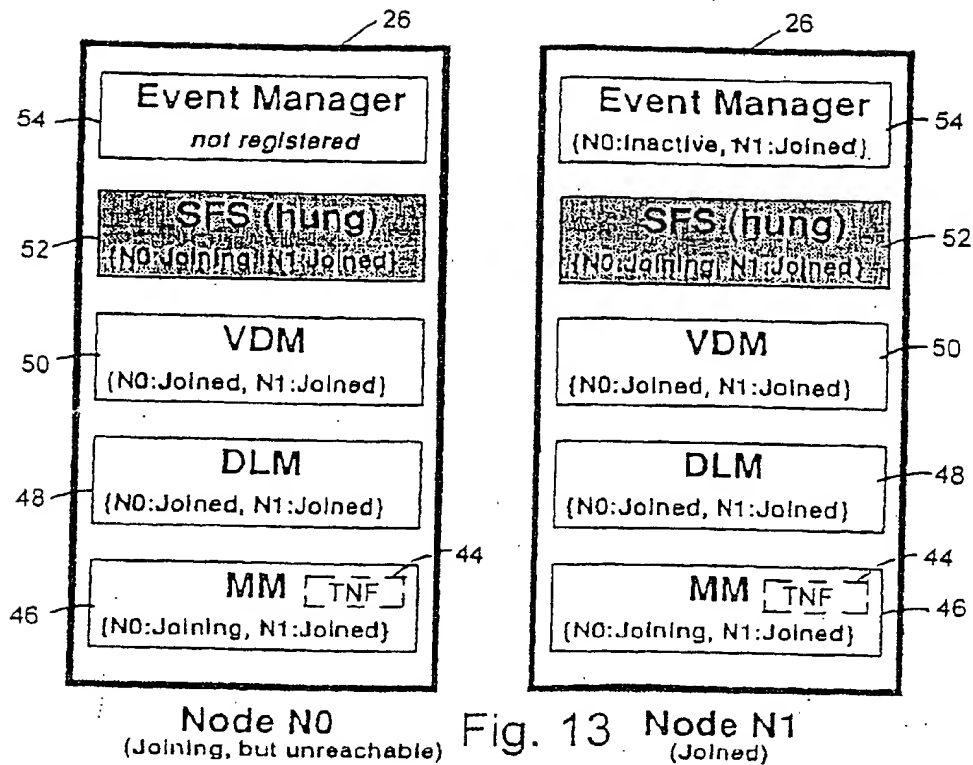 26
54
Event Manager
not registered
52
SFS (hung)
{N0:Joining, N1:Joined}
50
VDM
{N0:Joined, N1:Joined}
48
DLM
{N0:Joined, N1:Joined}
44
46
MM TNF
{N0:Joining, N1:Joined}
Node N0
(Joining, but unreachable)
26
Event Manager
54
{N0:Inactive, N1:Joined}
SFS (hung)
52
{N0:Joining, N1:Joined}
VDM
50
{N0:Joined, N1:Joined}
DLM
48
{N0:Joined, N1:Joined}
44
MM TNF
46
{N0:Joining, N1:Joined}
Fig. 13
Node N1
(Joined)